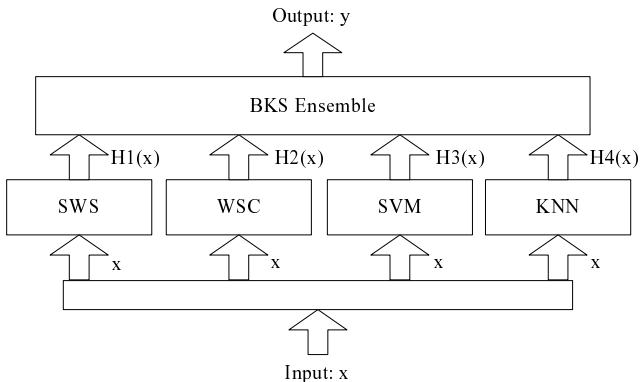 Output: y
BKS Ensemble
H1(x)
H2(x)
H3(x)
H4(x)
SWS
WSC
SVM
KNN
x
x
x
x
Input: x